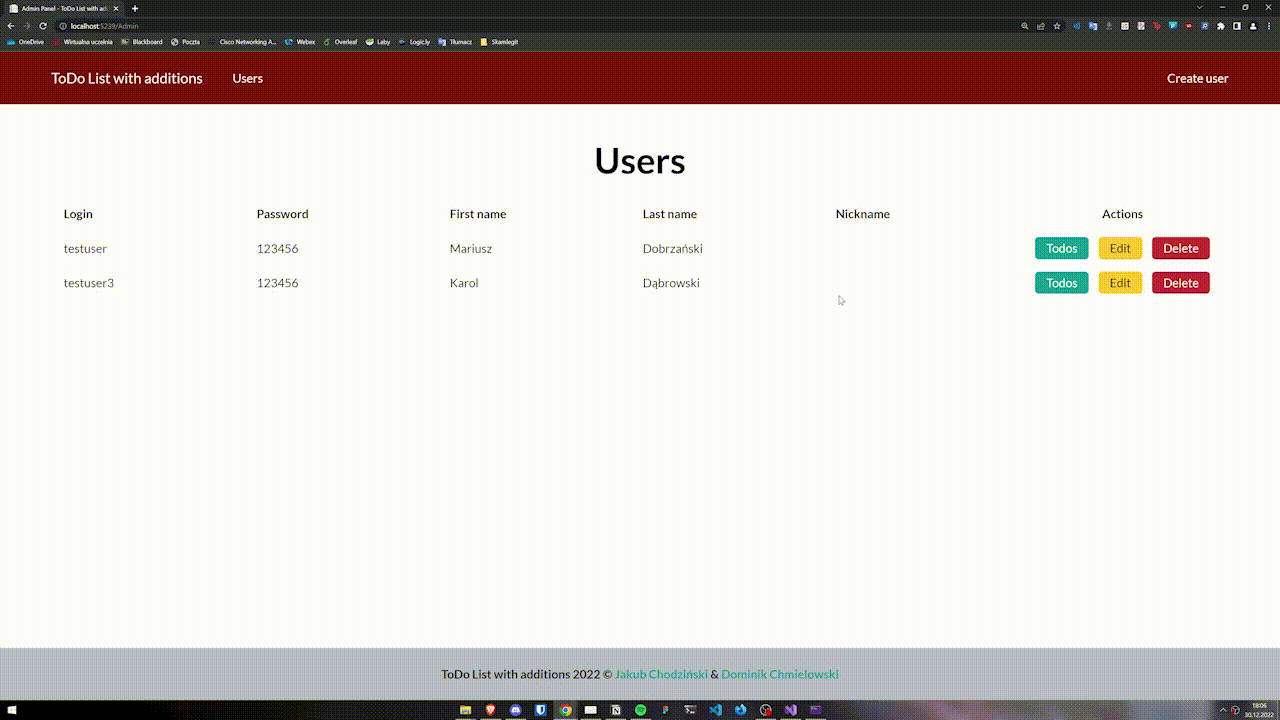 Admin Panel - ToDo List with ad
localhost:5239/Admin
OneDrive Wirtualna uczelnia Blackboard Poczta Cisco Networking A... Webex Overleaf Laby Logic.ly Tłumacz Skamlegit
ToDo List with additions Users Create user
Users
Login Password First name Last name Nickname Actions
testuser 123456 Mariusz Dobrzański Todos Edit Delete
testuser3 123456 Karol Dąbrowski Todos Edit Delete
ToDo List with additions 2022 © Jakub Chodziński & Dominik Chmielowski
18:06
30.12.2022